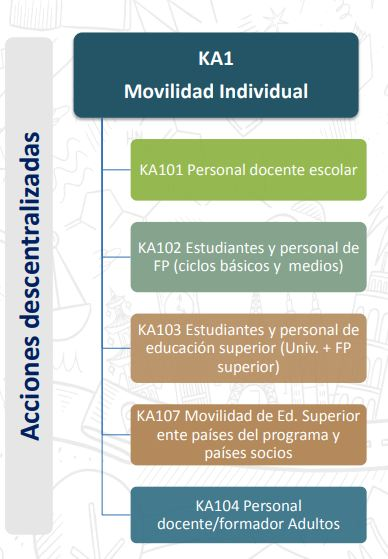 Acciones descentralizadas
KA1
Movilidad Individual
KA101 Personal docente escolar
KA102 Estudiantes y personal de
FP (ciclos básicos y medios)
KA103 Estudiantes y personal de
educación superior (Univ. + FP
superior)
KA107 Movilidad de Ed. Superior
ente países del programa y
países socios
KA104 Personal
docente/formador Adultos